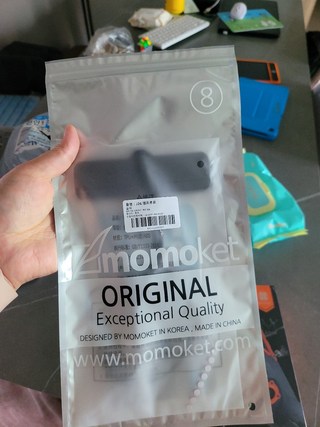 ⑧
momoket
ORIGINAL
Exceptional Quality
DESIGNED BY MOMOKET IN KOREA , MADE IN CHINA
www.momoket.com